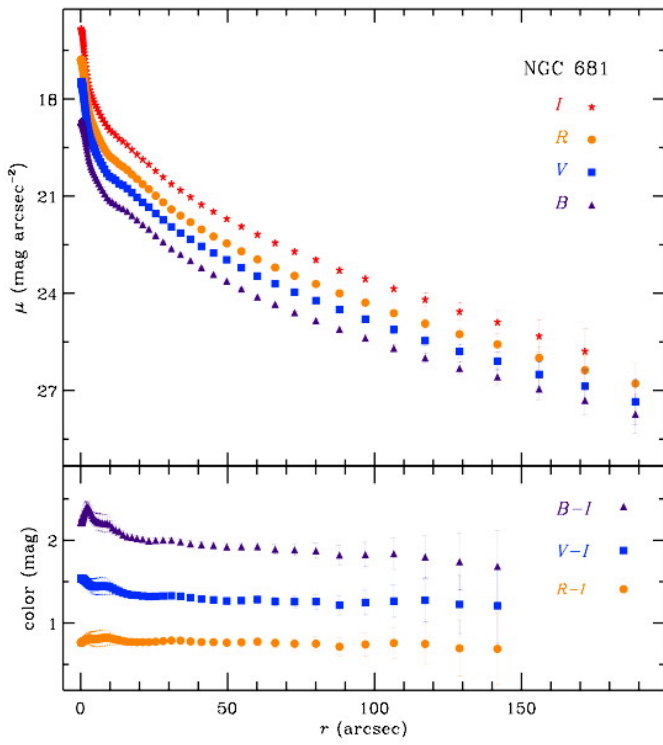 NGC 681
I
R
V
B
18
21
24
27
μ (mag arcsec⁻²)
B-I
V-I
R-I
2
1
color (mag)
0 50 100 150
r (arcsec)